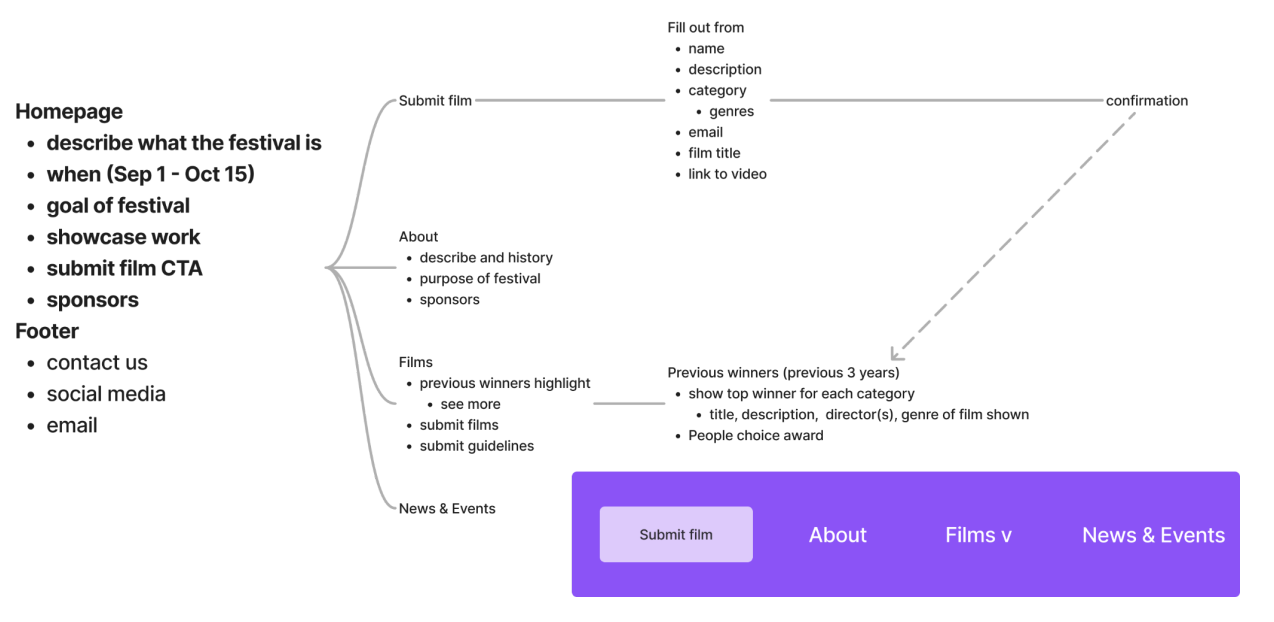 Homepage
describe what the festival is
when (Sep 1 - Oct 15)
goal of festival
showcase work
submit film CTA
sponsors
Footer
contact us
social media
email
Submit film
Fill out from
name
description
category
genres
email
film title
link to video
confirmation
About
describe and history
purpose of festival
sponsors
Films
previous winners highlight
see more
submit films
submit guidelines
Previous winners (previous 3 years)
show top winner for each category
title, description, director(s), genre of film shown
People choice award
News & Events
Submit film
About
Films v
News & Events